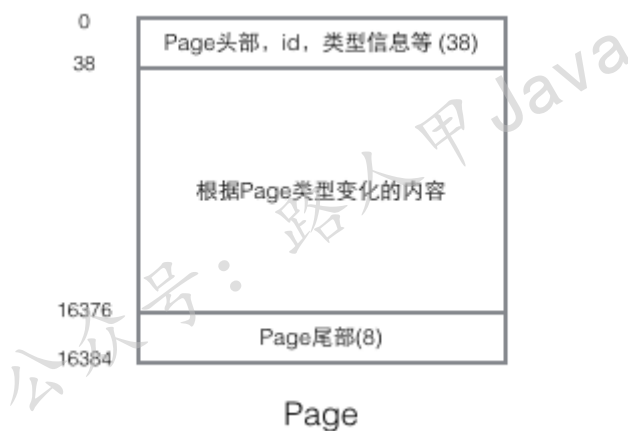 0
Page头部，id，类型信息等 (38)
38
根据Page类型变化的内容
16376
Page尾部(8)
16384
Page
公众号：路人甲Java